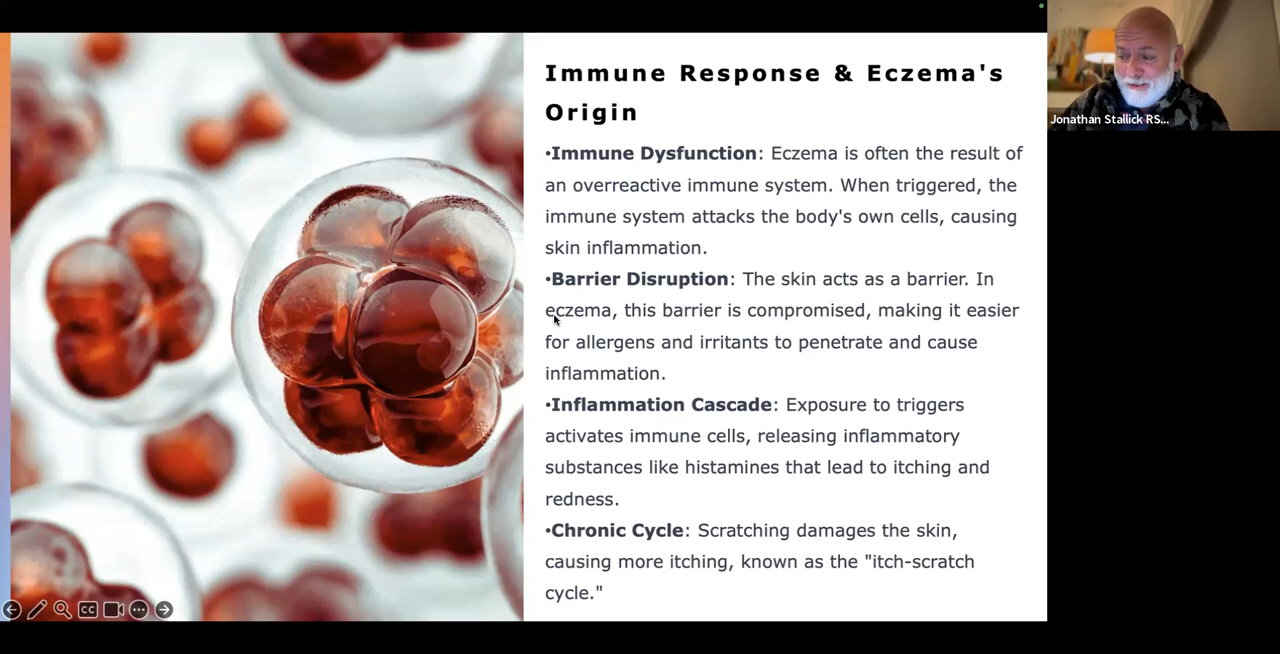 Immune Response & Eczema's
Origin
•Immune Dysfunction: Eczema is often the result of
an overreactive immune system. When triggered, the
immune system attacks the body's own cells, causing
skin inflammation.
•Barrier Disruption: The skin acts as a barrier. In
eczema, this barrier is compromised, making it easier
for allergens and irritants to penetrate and cause
inflammation.
•Inflammation Cascade: Exposure to triggers
activates immune cells, releasing inflammatory
substances like histamines that lead to itching and
redness.
•Chronic Cycle: Scratching damages the skin,
causing more itching, known as the "itch-scratch
cycle."
Jonathan Stallick RS...
CC